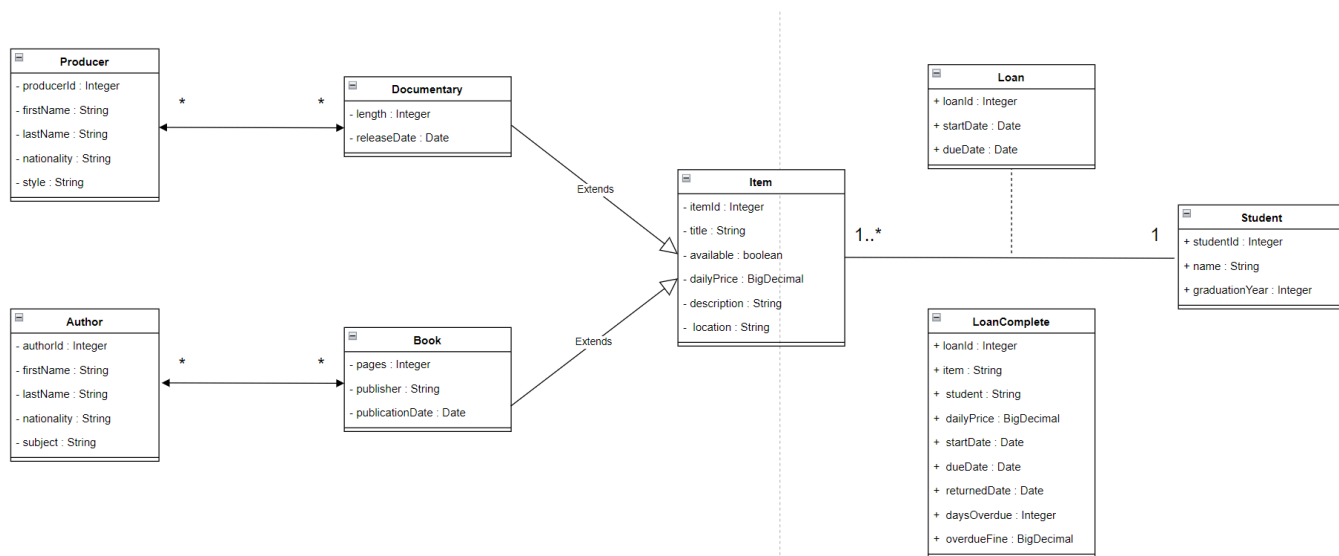 Producer
- producerId : Integer
- firstName : String
- lastName : String
- nationality : String
- style : String
*
*
Documentary
- length : Integer
- releaseDate : Date
Extends
Author
- authorId : Integer
- firstName : String
- lastName : String
- nationality : String
- subject : String
*
*
Book
- pages : Integer
- publisher : String
- publicationDate : Date
Extends
Item
- itemId : Integer
- title : String
- available : boolean
- dailyPrice : BigDecimal
- description : String
- location : String
1..*
1
Loan
+ loanId : Integer
+ startDate : Date
+ dueDate : Date
Student
+ studentId : Integer
+ name : String
+ graduationYear : Integer
LoanComplete
+ loanId : Integer
+ item : String
+ student : String
+ dailyPrice : BigDecimal
+ startDate : Date
+ dueDate : Date
+ returnedDate : Date
+ daysOverdue : Integer
+ overdueFine : BigDecimal